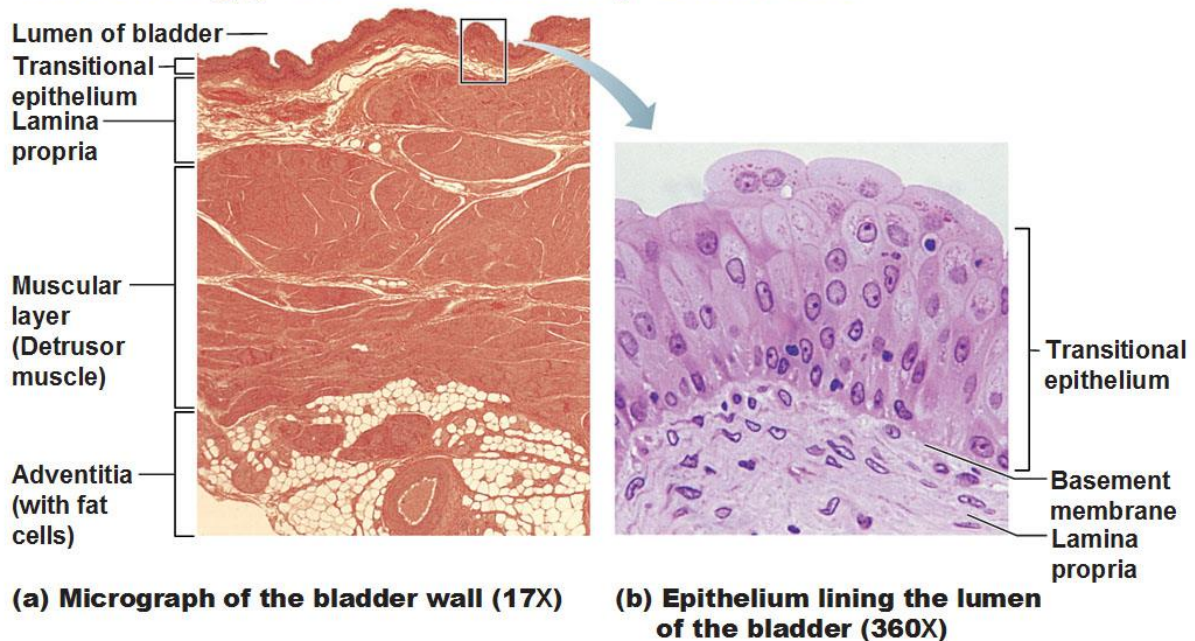 Lumen of bladder
Transitional
epithelium
Lamina
propria
Muscular
layer
(Detrusor
muscle)
Adventitia
(with fat
cells)
(a) Micrograph of the bladder wall (17X)
Transitional
epithelium
Basement
membrane
Lamina
propria
(b) Epithelium lining the lumen
of the bladder (360X)